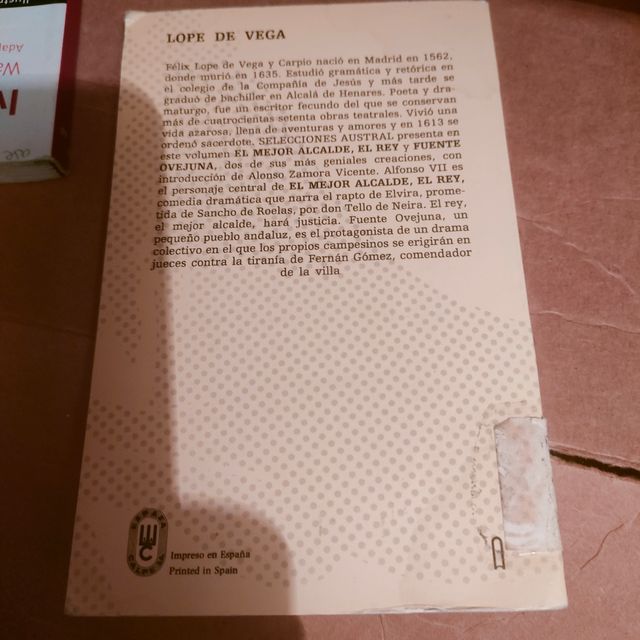 LOPE DE VEGA
Félix Lope de Vega y Carpio nació en Madrid en 1562,
donde murió en 1635. Estudió gramática y retórica en
el colegio de la Compañía de Jesús y más tarde se
graduó de bachiller en Alcalá de Henares. Poeta y dra-
maturgo, fue un escritor fecundo del que se conservan
más de cuatrocientas setenta obras teatrales. Vivió una
vida azarosa, llena de aventuras y amores y en 1613 se
ordenó sacerdote. SELECCIONES AUSTRAL presenta en
este volumen EL MEJOR ALCALDE, EL REY y FUENTE
OVEJUNA, dos de sus más geniales creaciones, con
introducción de Alonso Zamora Vicente. Alfonso VII es
el personaje central de EL MEJOR ALCALDE, EL REY,
comedia dramática que narra el rapto de Elvira, prome-
tida de Sancho de Roelas, por don Tello de Neira. El rey,
el mejor alcalde, hará justicia. Fuente Ovejuna, un
pequeño pueblo andaluz, es el protagonista de un drama
colectivo en el que los propios campesinos se erigirán en
jueces contra la tiranía de Fernán Gómez, comendador
de la villa
ESPASA
CALPE
Impreso en España
Printed in Spain